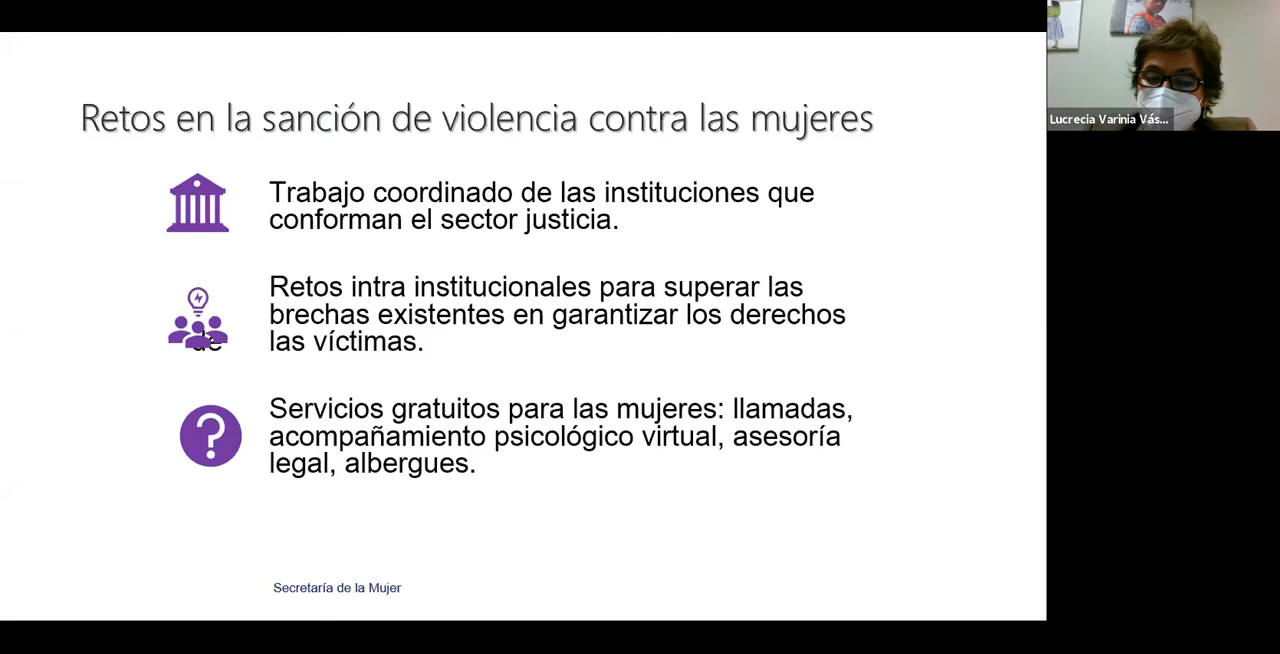 Retos en la sanción de violencia contra las mujeres
Lucrecia Varinia Vás...
Trabajo coordinado de las instituciones que
conforman el sector justicia.
Retos intra institucionales para superar las
brechas existentes en garantizar los derechos
de las víctimas.
Servicios gratuitos para las mujeres: llamadas,
acompañamiento psicológico virtual, asesoría
legal, albergues.
Secretaría de la Mujer